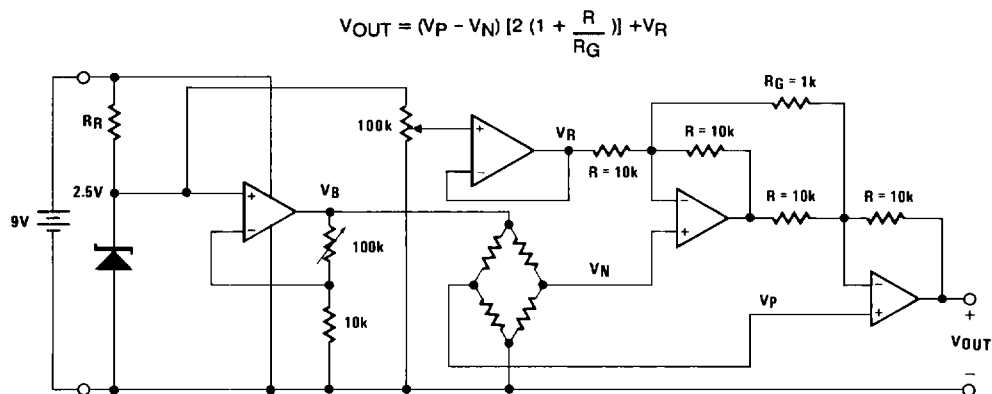 VOUT = (VP – VN) [2 (1 + R/RG)] + VR
RG = 1k
RR
100k
VR
R = 10k
R = 10k
2.5V
VB
R = 10k
R = 10k
9V
100k
VN
10k
VP
+
VOUT
–